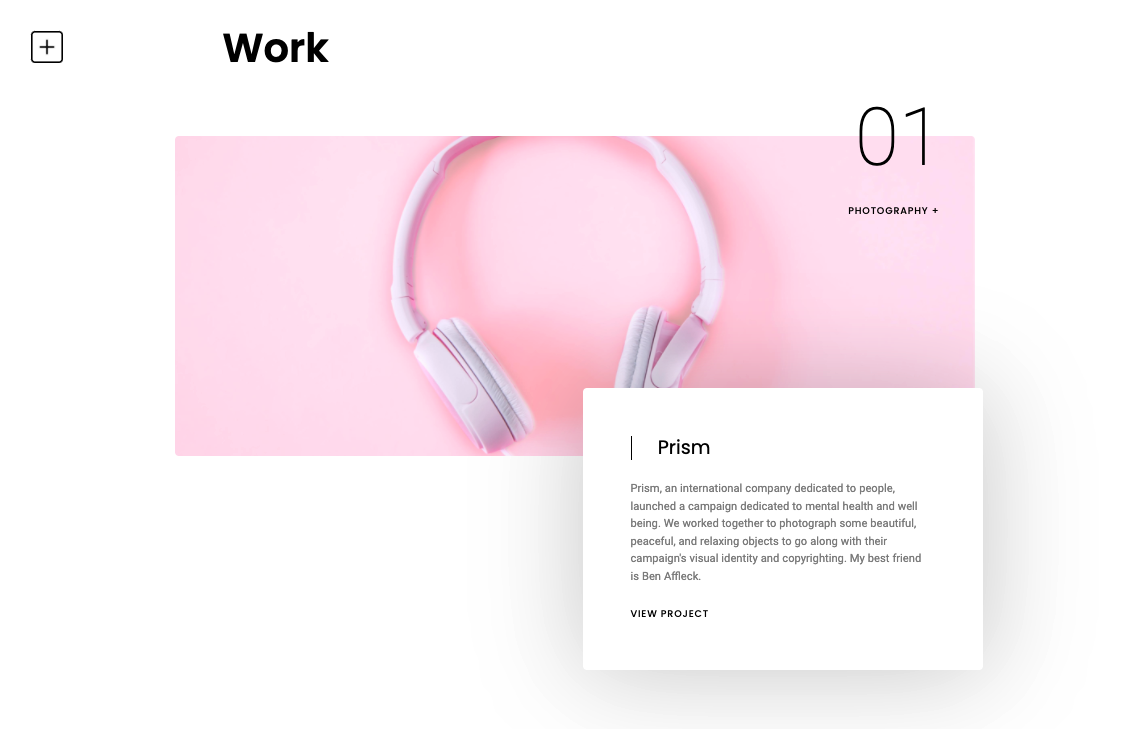 Work
01
PHOTOGRAPHY +
Prism
Prism, an international company dedicated to people,
launched a campaign dedicated to mental health and well
being. We worked together to photograph some beautiful,
peaceful, and relaxing objects to go along with their
campaign's visual identity and copyrighting. My best friend
is Ben Affleck.
VIEW PROJECT